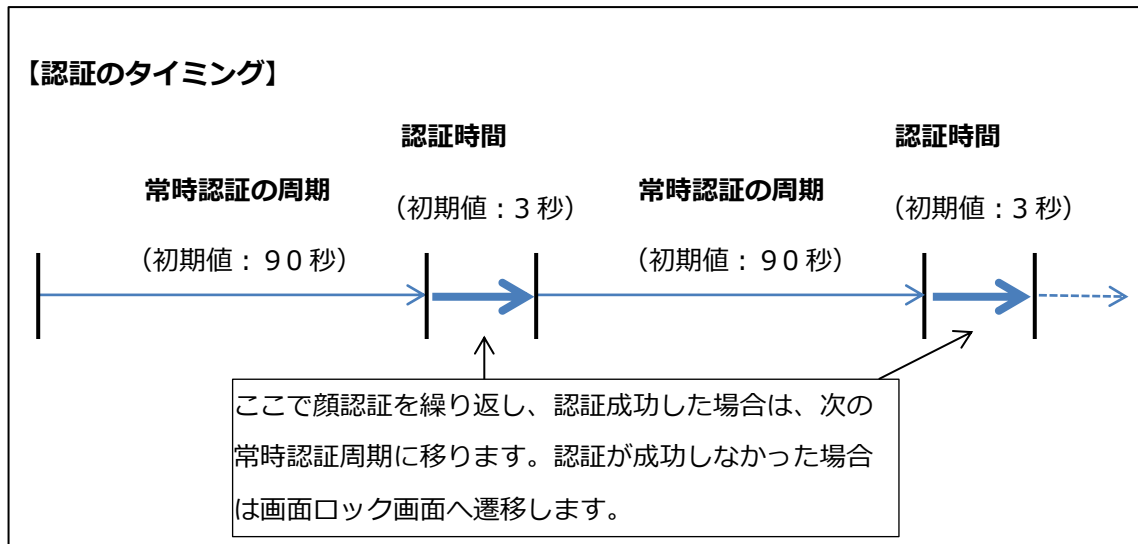 【認証のタイミング】
認証時間
認証時間
常時認証の周期
常時認証の周期
（初期値：3 秒）
（初期値：3 秒）
（初期値：９０秒）
（初期値：９０秒）
ここで顔認証を繰り返し、認証成功した場合は、次の
常時認証周期に移ります。認証が成功しなかった場合
は画面ロック画面へ遷移します。